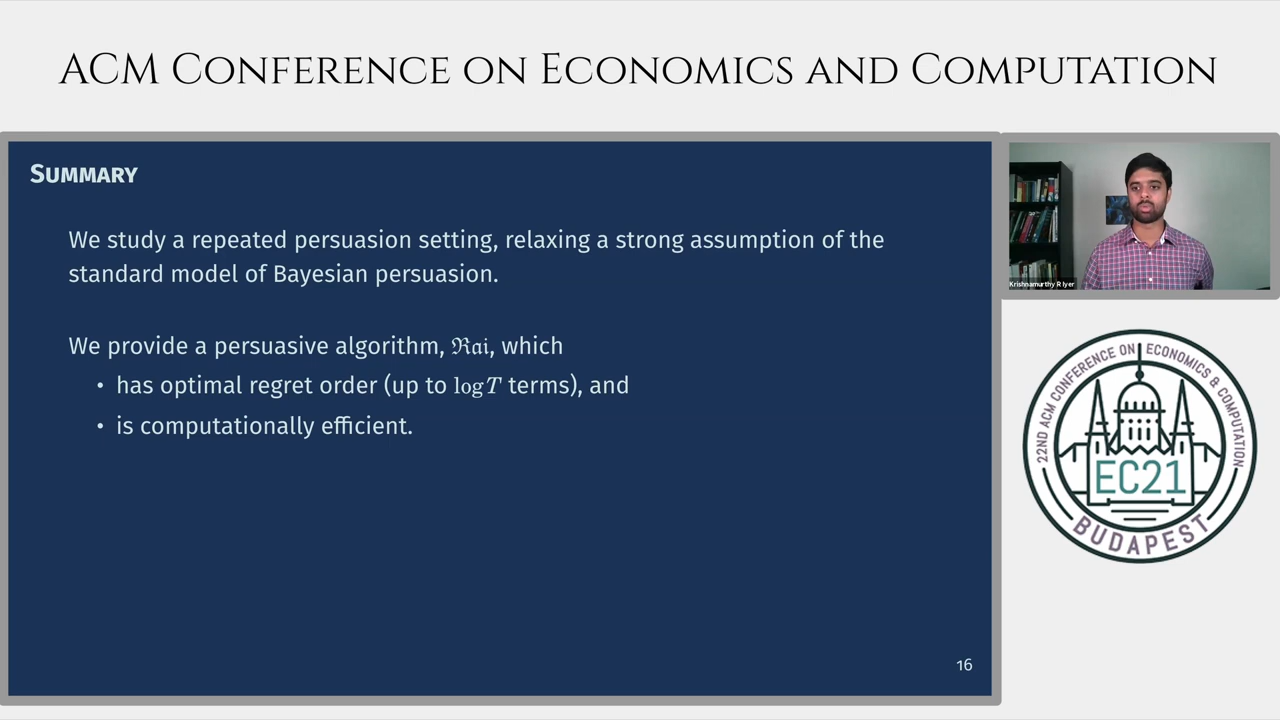 ACM Conference on Economics and Computation
Summary
We study a repeated persuasion setting, relaxing a strong assumption of the
standard model of Bayesian persuasion.
We provide a persuasive algorithm, ℜ𝔞𝔦, which
• has optimal regret order (up to log T terms), and
• is computationally efficient.
16
Krishnamurthy R Iyer
22ND ACM CONFERENCE ON ECONOMICS & COMPUTATION
EC21
BUDAPEST